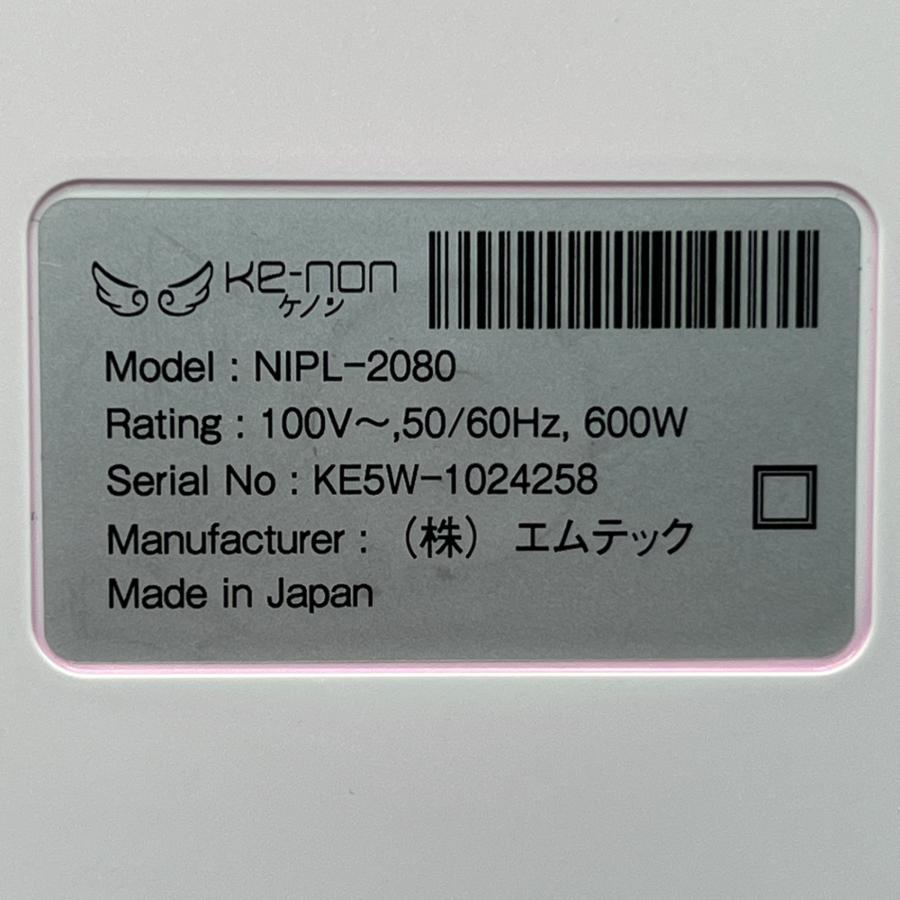 ke-non
ケノン
Model : NIPL-2080
Rating : 100V～,50/60Hz, 600W
Serial No : KE5W-1024258
Manufacturer : （株） エムテック
Made in Japan